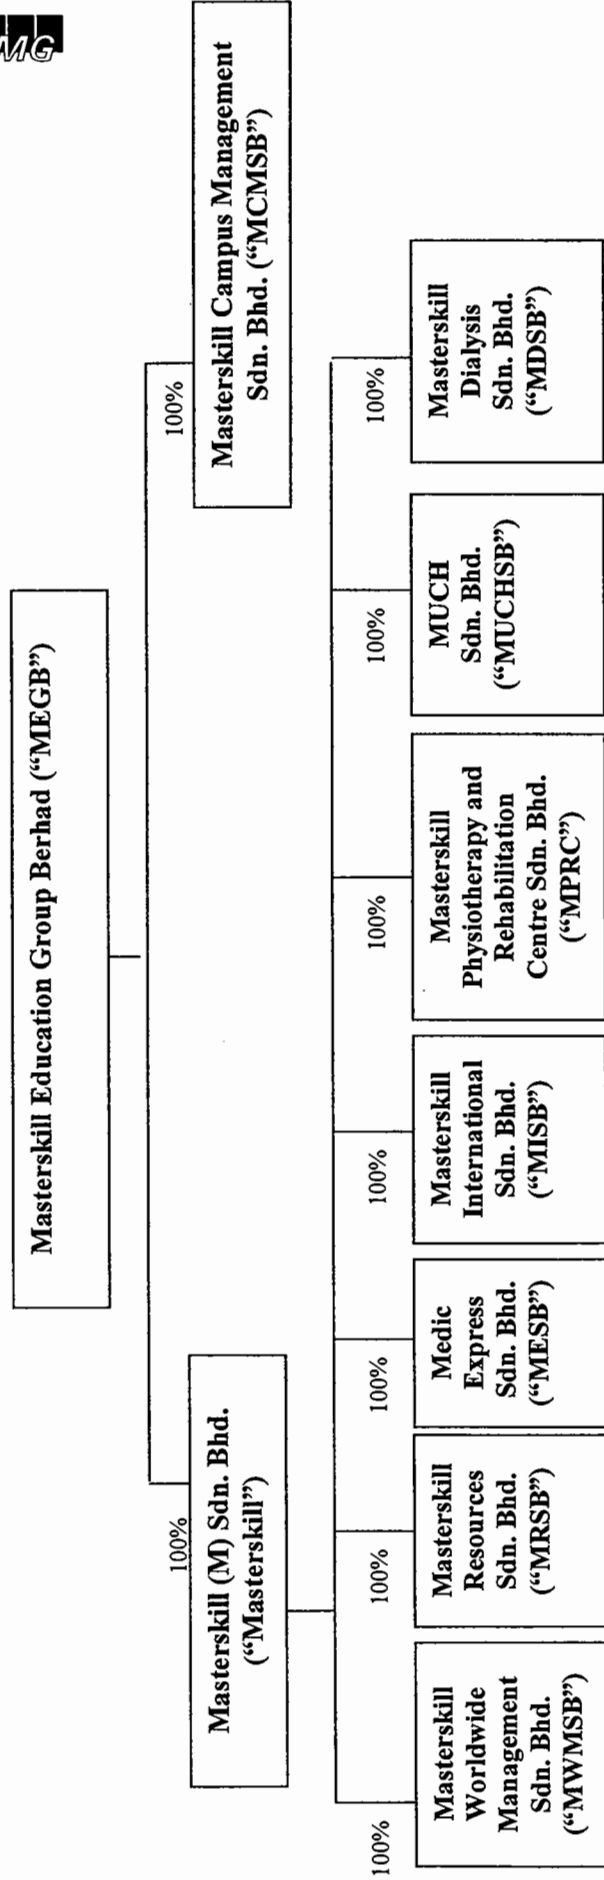 MG
Masterskill Education Group Berhad (“MEGB”)
100%
100%
Masterskill (M) Sdn. Bhd.
(“Masterskill”)
Masterskill Campus Management
Sdn. Bhd. (“MCMSB”)
100%
100%
100%
100%
100%
100%
100%
Masterskill
Worldwide
Management
Sdn. Bhd.
(“MWMSB”)
Masterskill
Resources
Sdn. Bhd.
(“MRSB”)
Medic
Express
Sdn. Bhd.
(“MESB”)
Masterskill
International
Sdn. Bhd.
(“MISB”)
Masterskill
Physiotherapy and
Rehabilitation
Centre Sdn. Bhd.
(“MPRC”)
MUCH
Sdn. Bhd.
(“MUCHSB”)
Masterskill
Dialysis
Sdn. Bhd.
(“MDSB”)